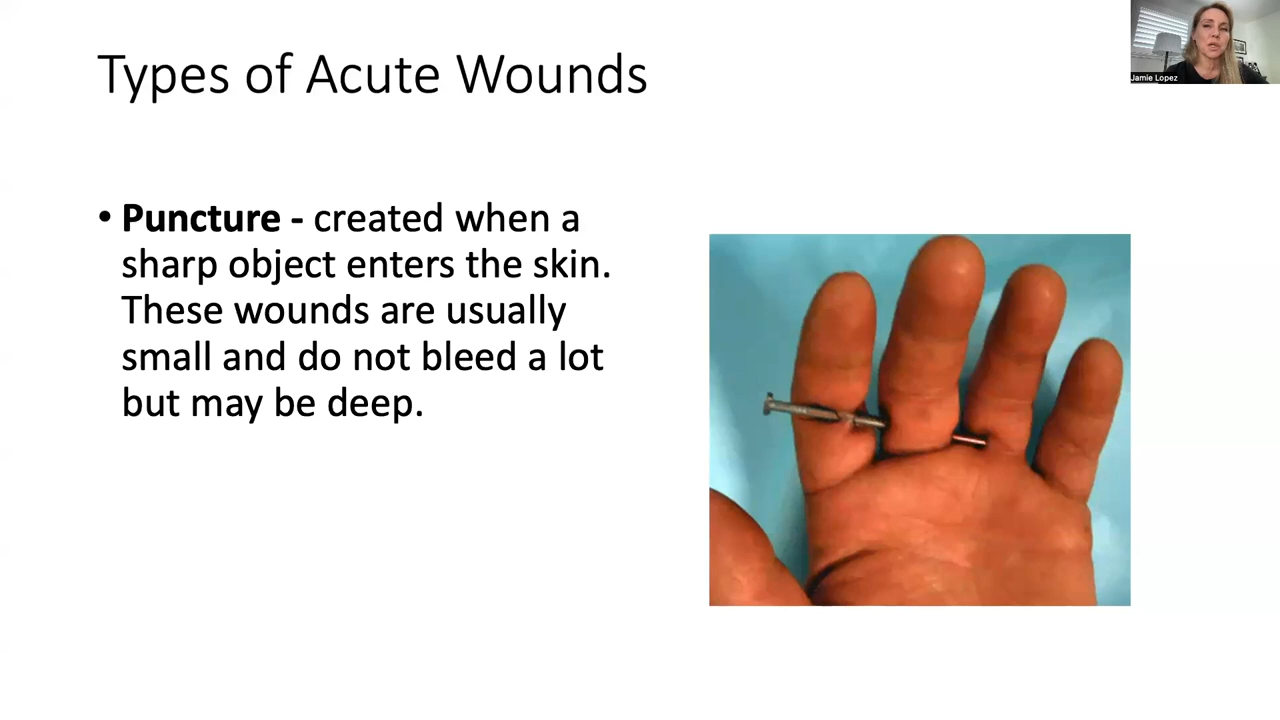 Types of Acute Wounds
Jamie Lopez
• Puncture - created when a
sharp object enters the skin.
These wounds are usually
small and do not bleed a lot
but may be deep.